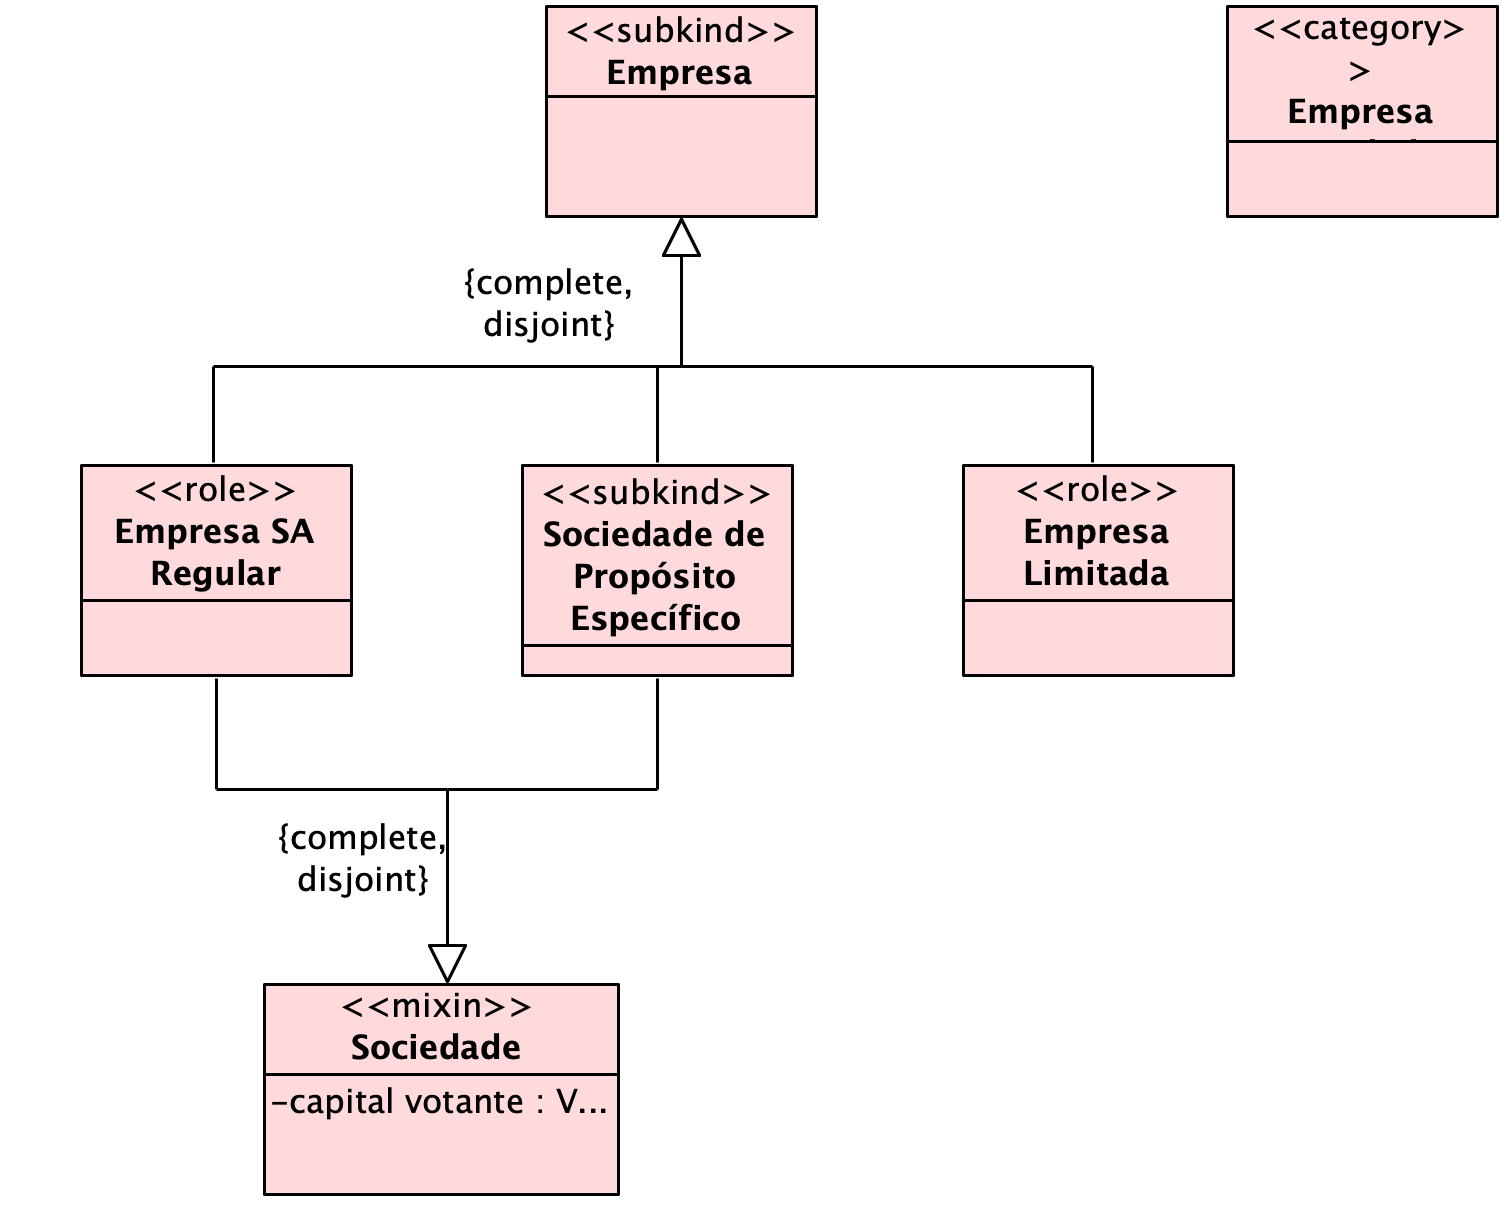 <<subkind>>
Empresa
<<category>
>
Empresa
{complete,
disjoint}
<<role>>
Empresa SA
Regular
<<subkind>>
Sociedade de
Propósito
Específico
<<role>>
Empresa
Limitada
{complete,
disjoint}
<<mixin>>
Sociedade
-capital votante : V...